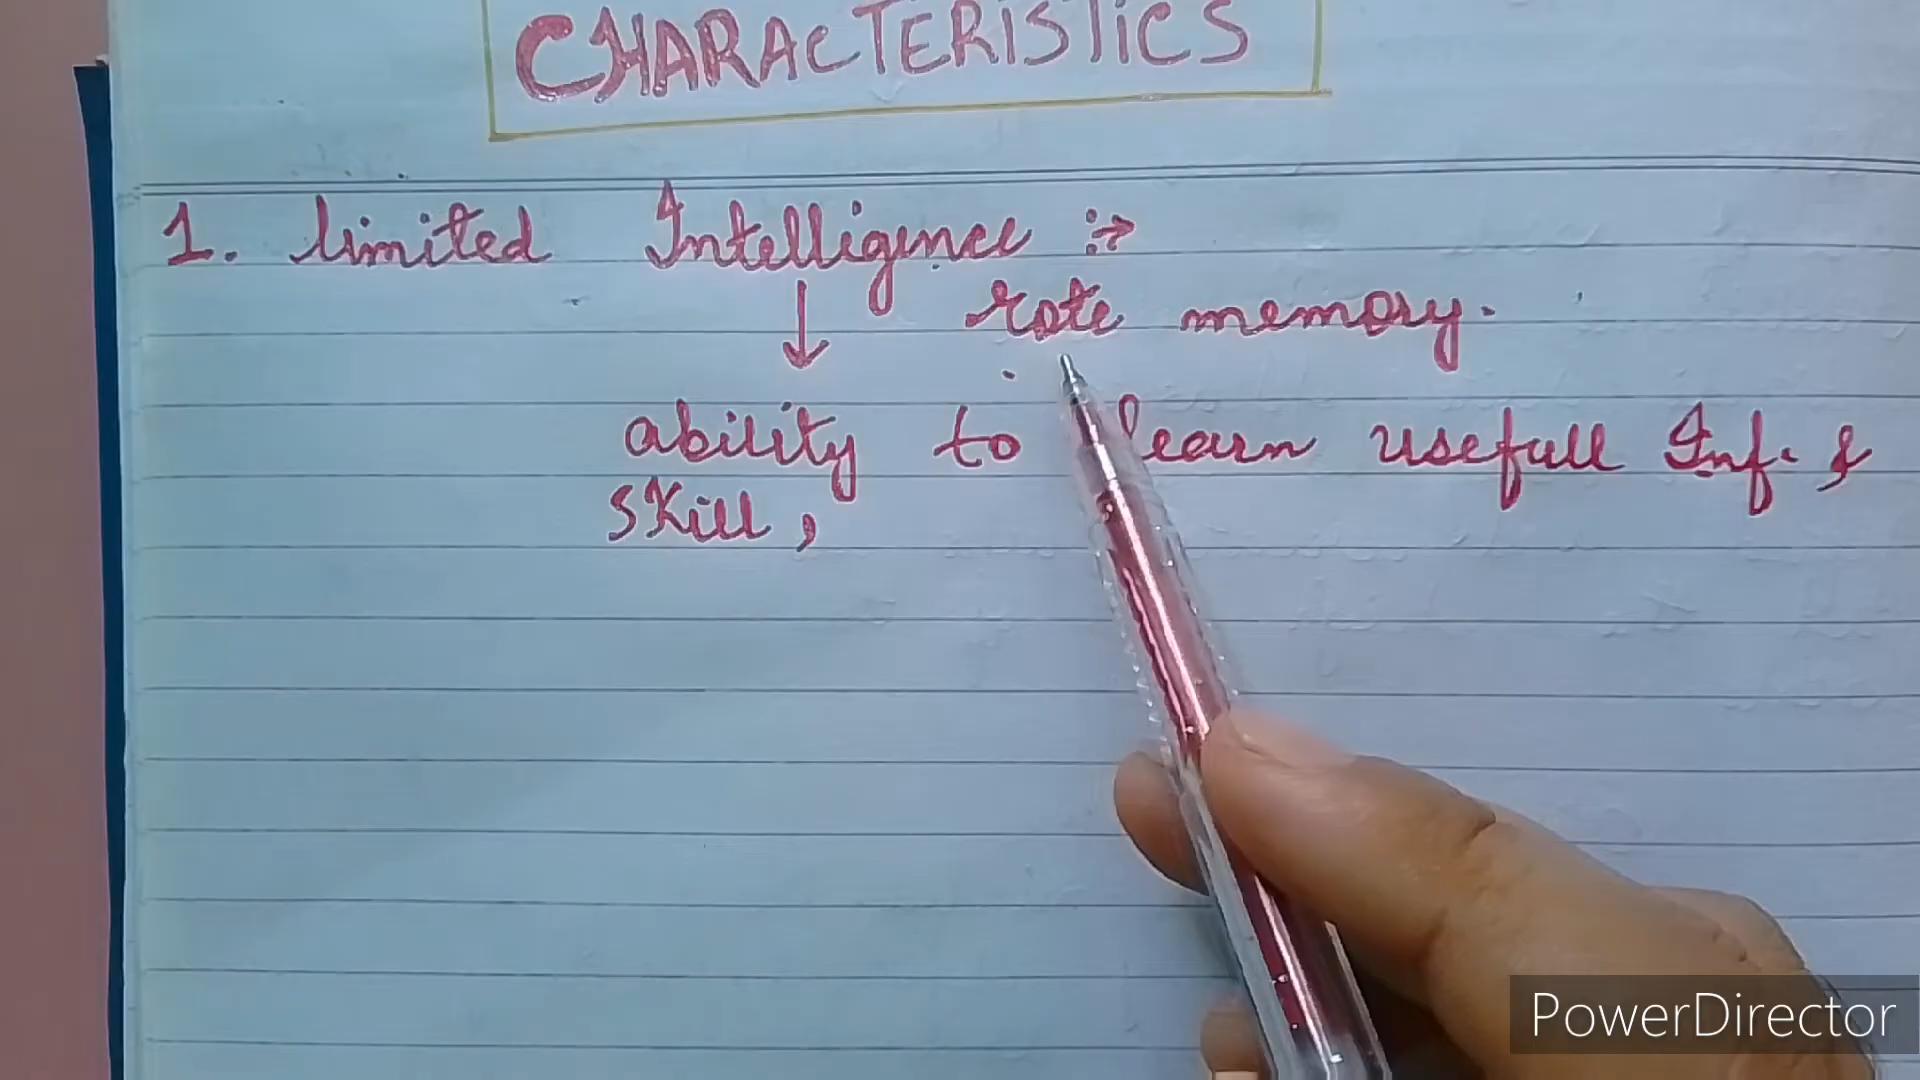 CHARACTERISTICS
1. limited Intelligence :→
rote memory.
ability to learn usefull Inf. &
skill,
PowerDirector